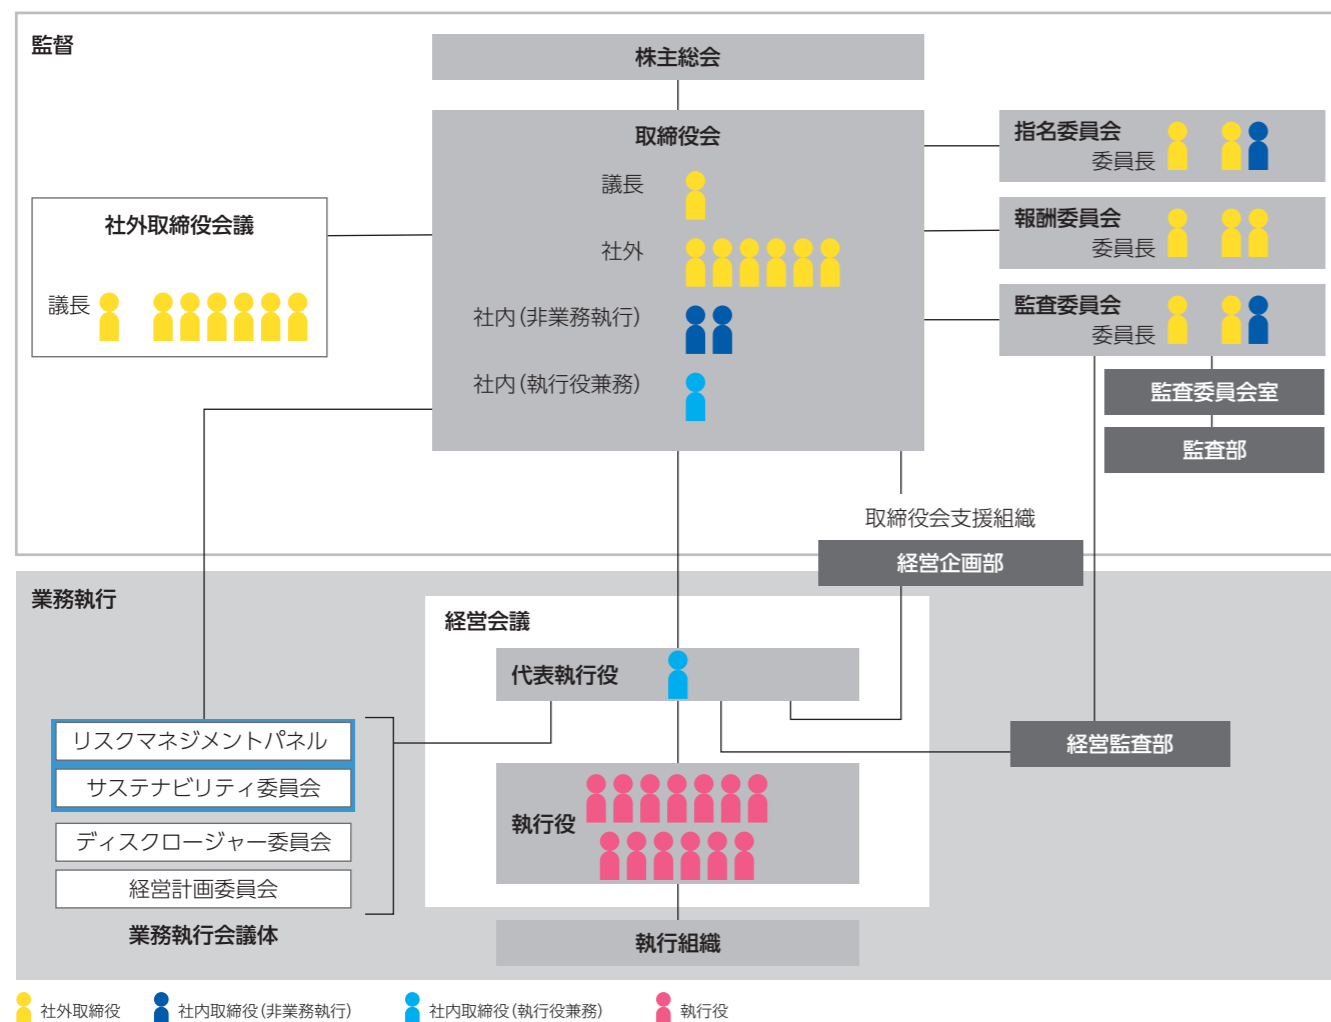 監督
株主総会
取締役会
議長
社外
社内(非業務執行)
社内(執行役兼務)
社外取締役会議
議長
指名委員会
委員長
報酬委員会
委員長
監査委員会
委員長
監査委員会室
監査部
取締役会支援組織
経営企画部
業務執行
経営会議
代表執行役
執行役
執行組織
経営監査部
リスクマネジメントパネル
サステナビリティ委員会
ディスクロージャー委員会
経営計画委員会
業務執行会議体
社外取締役 社内取締役(非業務執行) 社内取締役(執行役兼務) 執行役